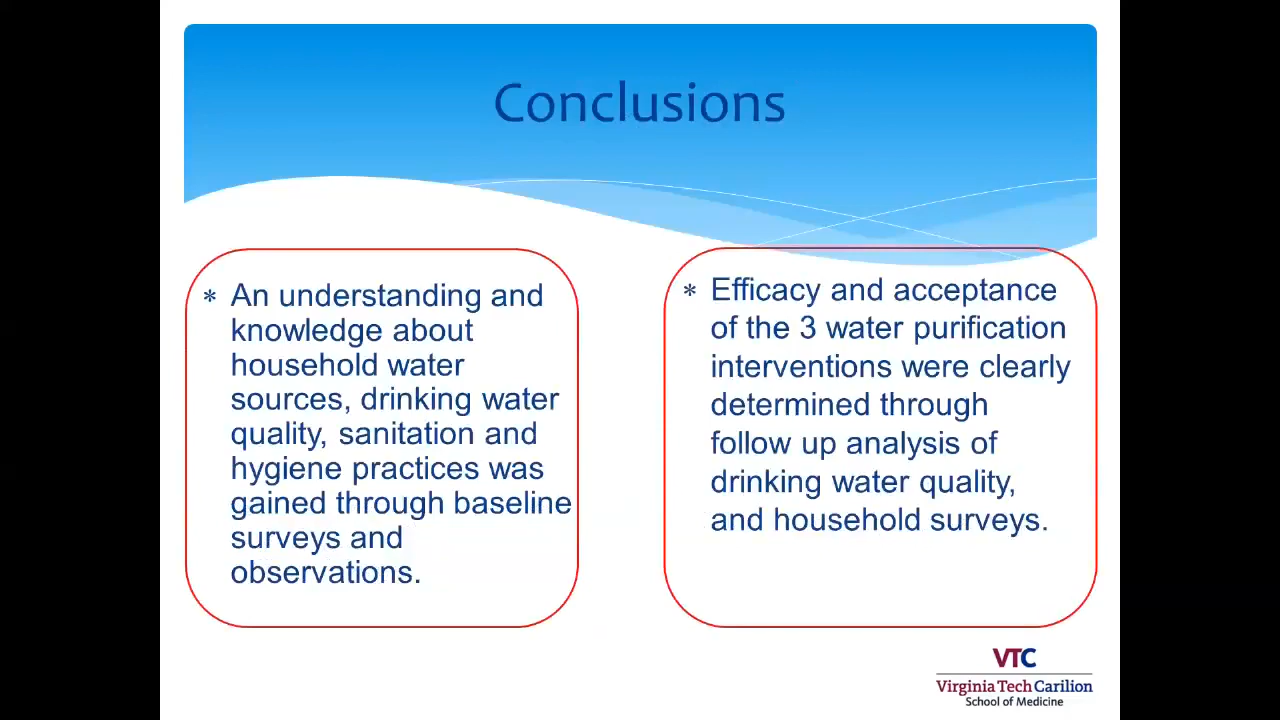 Conclusions
* An understanding and
knowledge about
household water
sources, drinking water
quality, sanitation and
hygiene practices was
gained through baseline
surveys and
observations.
* Efficacy and acceptance
of the 3 water purification
interventions were clearly
determined through
follow up analysis of
drinking water quality,
and household surveys.
VTC
Virginia Tech Carilion
School of Medicine